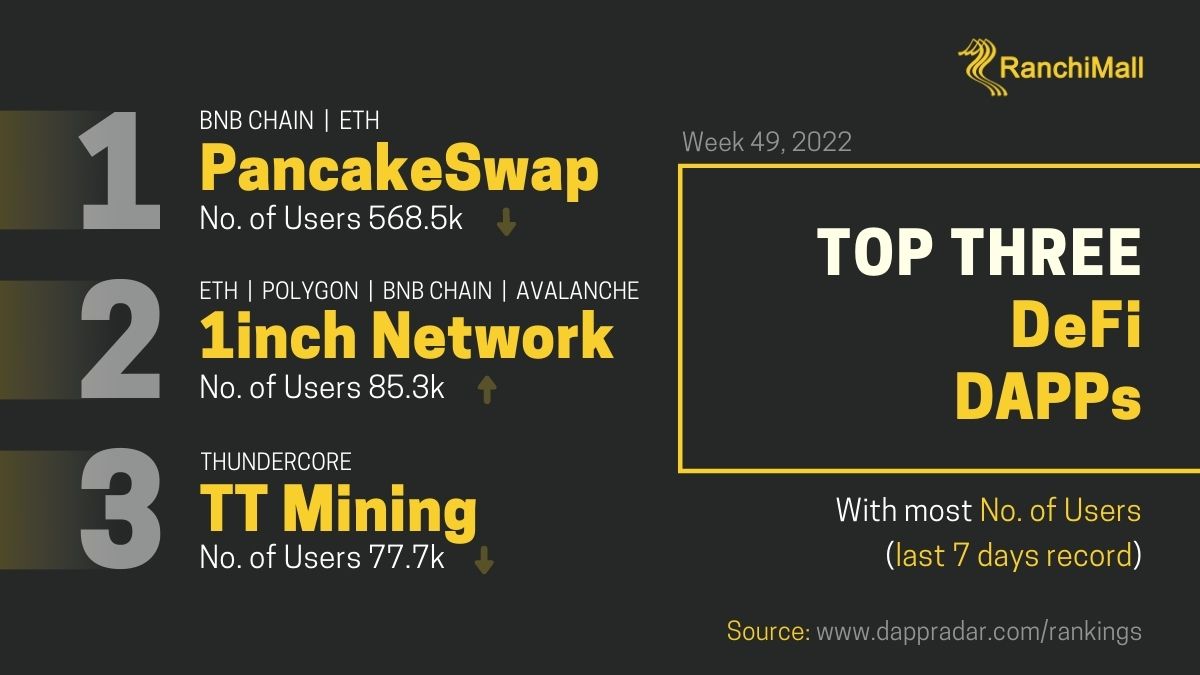 RanchiMall
1
BNB CHAIN | ETH
PancakeSwap
No. of Users 568.5k
2
ETH | POLYGON | BNB CHAIN | AVALANCHE
1inch Network
No. of Users 85.3k
3
THUNDERCORE
TT Mining
No. of Users 77.7k
Week 49, 2022
TOP THREE
DeFi
DAPPs
With most No. of Users
(last 7 days record)
Source: www.dappradar.com/rankings